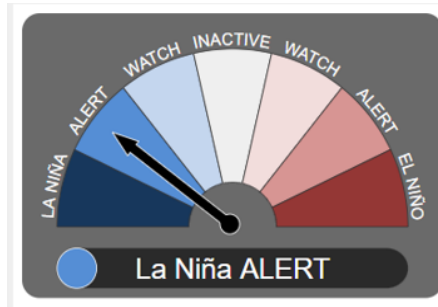 LA NIÑA
ALERT
WATCH
INACTIVE
WATCH
ALERT
EL NIÑO
La Niña ALERT